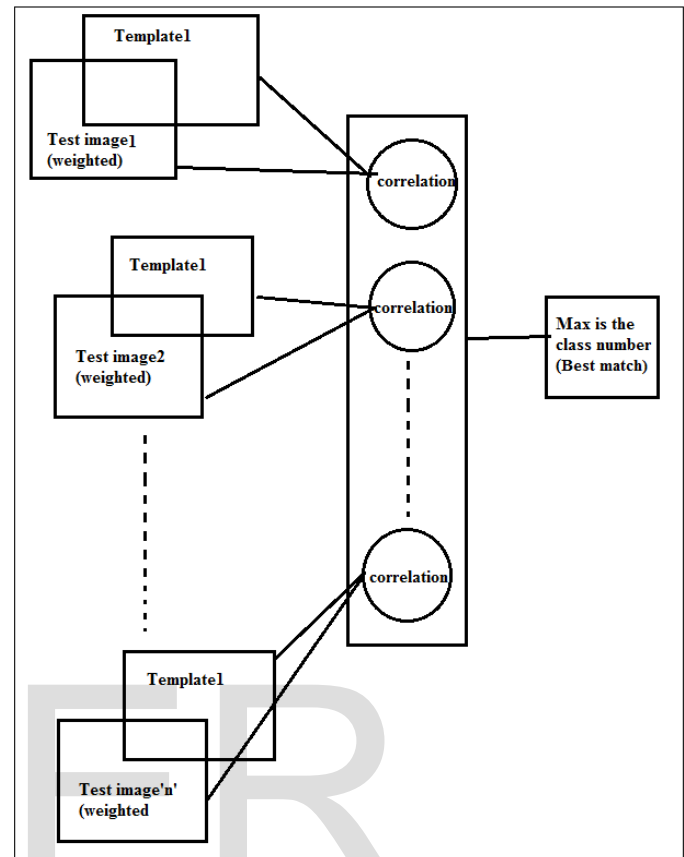 Template1
Test image1
(weighted)
correlation
Template1
Test image2
(weighted)
correlation
Max is the
class number
(Best match)
correlation
Template1
Test image'n'
(weighted
ER